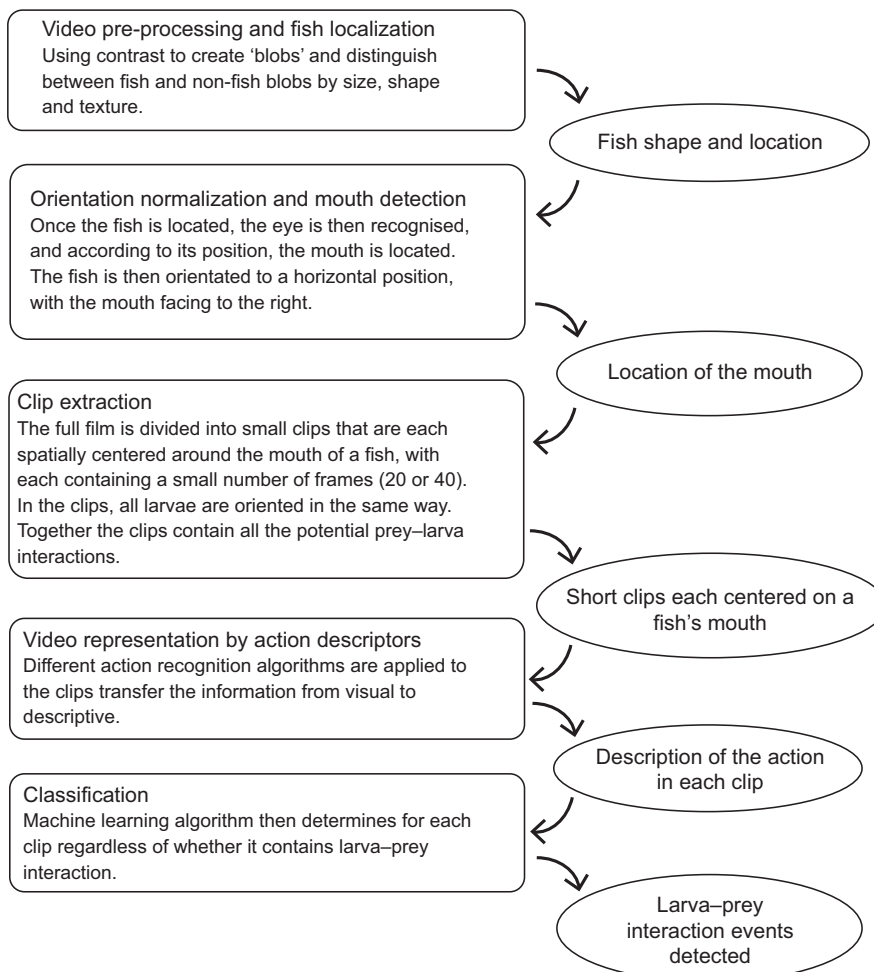 Video pre-processing and fish localization
Using contrast to create ‘blobs’ and distinguish
between fish and non-fish blobs by size, shape
and texture.
Fish shape and location
Orientation normalization and mouth detection
Once the fish is located, the eye is then recognised,
and according to its position, the mouth is located.
The fish is then orientated to a horizontal position,
with the mouth facing to the right.
Location of the mouth
Clip extraction
The full film is divided into small clips that are each
spatially centered around the mouth of a fish, with
each containing a small number of frames (20 or 40).
In the clips, all larvae are oriented in the same way.
Together the clips contain all the potential prey–larva
interactions.
Short clips each centered on a
fish’s mouth
Video representation by action descriptors
Different action recognition algorithms are applied to
the clips transfer the information from visual to
descriptive.
Description of the action
in each clip
Classification
Machine learning algorithm then determines for each
clip regardless of whether it contains larva–prey
interaction.
Larva–prey
interaction events
detected